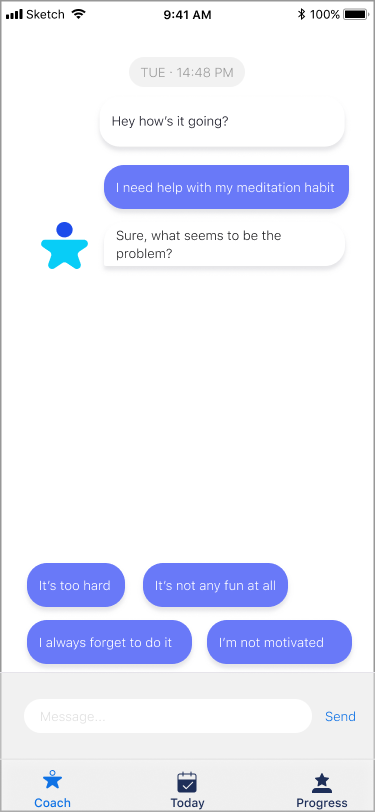 Sketch 9:41 AM 100%
TUE · 14:48 PM
Hey how’s it going?
I need help with my meditation habit
Sure, what seems to be the
problem?
It’s too hard It’s not any fun at all
I always forget to do it I’m not motivated
Message... Send
Coach Today Progress